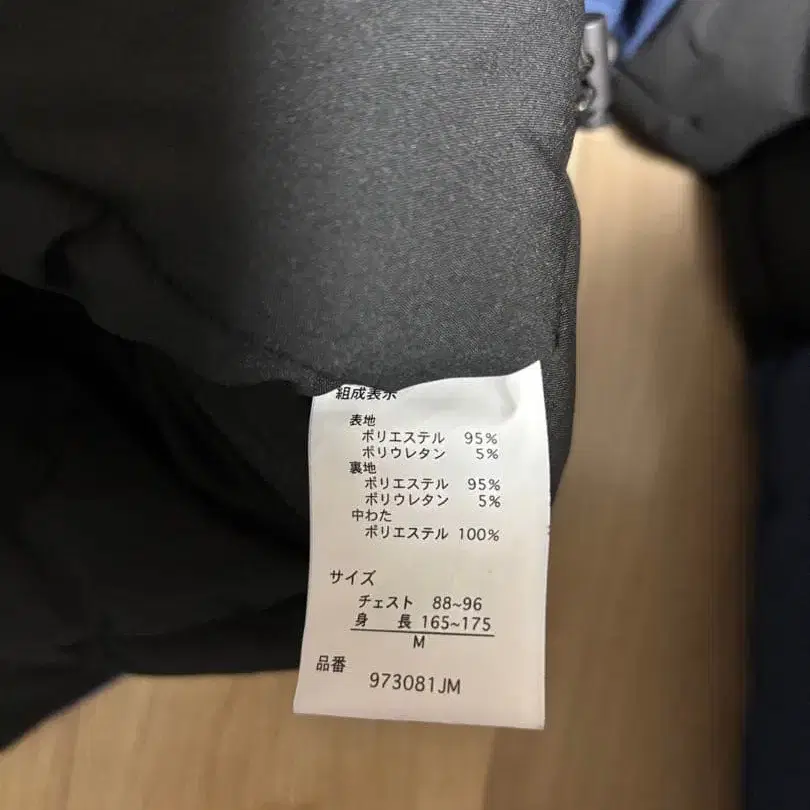 組成表示
表地
ポリエステル 95%
ポリウレタン 5%
裏地
ポリエステル 95%
ポリウレタン 5%
中わた
ポリエステル 100%
サイズ
チェスト 88~96
身長 165~175
M
品番
973081JM